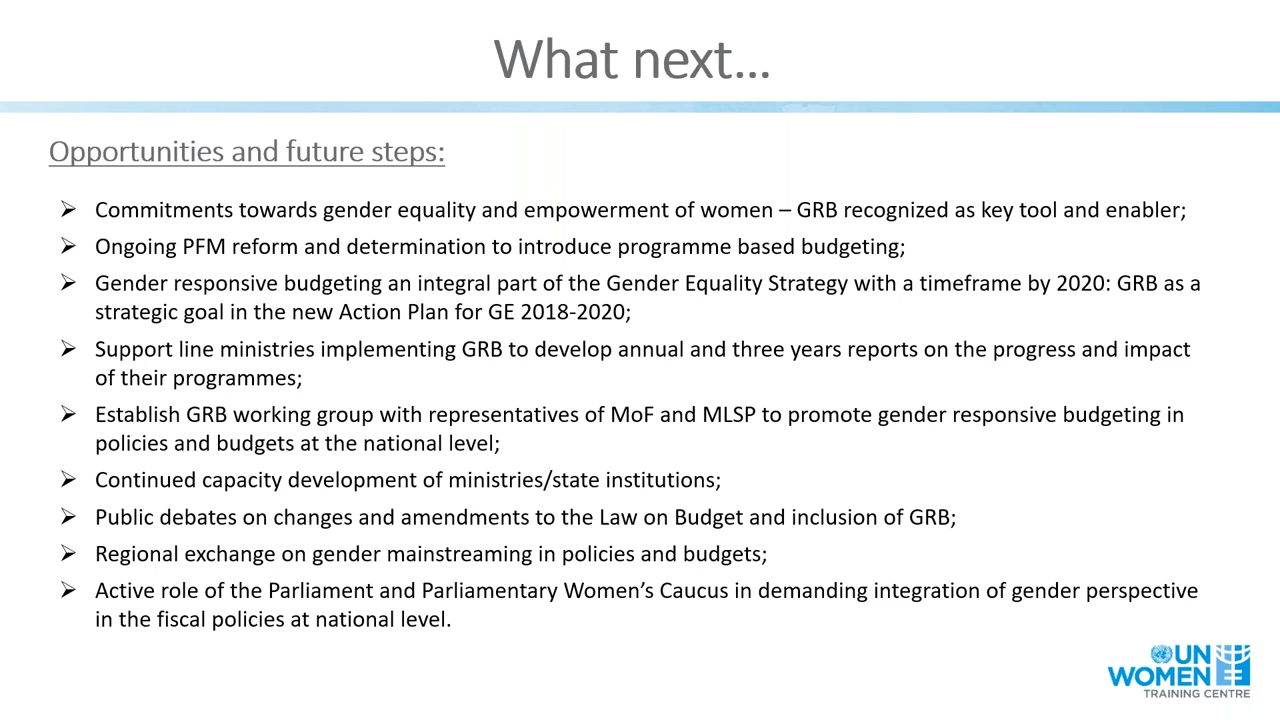 What next...
Opportunities and future steps:
➢ Commitments towards gender equality and empowerment of women – GRB recognized as key tool and enabler;
➢ Ongoing PFM reform and determination to introduce programme based budgeting;
➢ Gender responsive budgeting an integral part of the Gender Equality Strategy with a timeframe by 2020: GRB as a
strategic goal in the new Action Plan for GE 2018-2020;
➢ Support line ministries implementing GRB to develop annual and three years reports on the progress and impact
of their programmes;
➢ Establish GRB working group with representatives of MoF and MLSP to promote gender responsive budgeting in
policies and budgets at the national level;
➢ Continued capacity development of ministries/state institutions;
➢ Public debates on changes and amendments to the Law on Budget and inclusion of GRB;
➢ Regional exchange on gender mainstreaming in policies and budgets;
➢ Active role of the Parliament and Parliamentary Women’s Caucus in demanding integration of gender perspective
in the fiscal policies at national level.
UN
WOMEN
TRAINING CENTRE